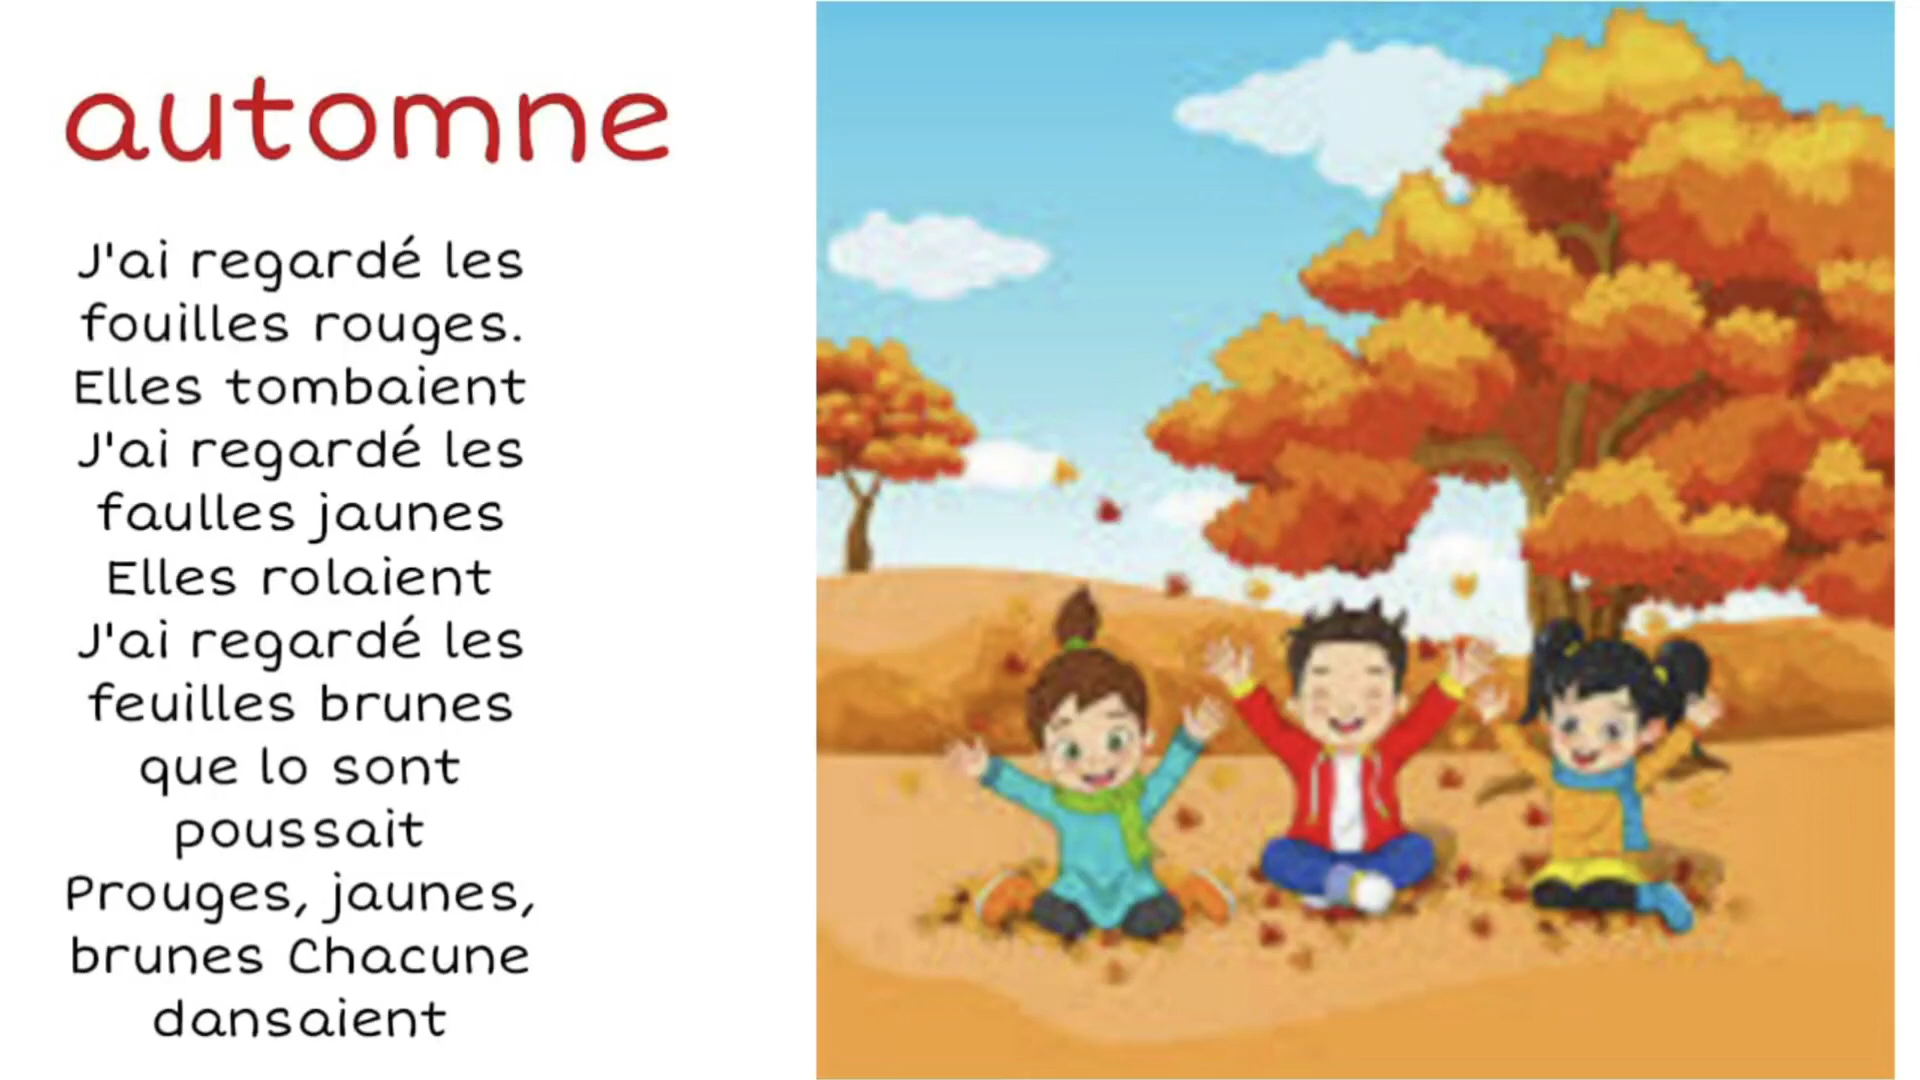 automne
J'ai regardé les
fouilles rouges.
Elles tombaient
J'ai regardé les
faulles jaunes
Elles rolaient
J'ai regardé les
feuilles brunes
que lo sont
poussait
Prouges, jaunes,
brunes Chacune
dansaient